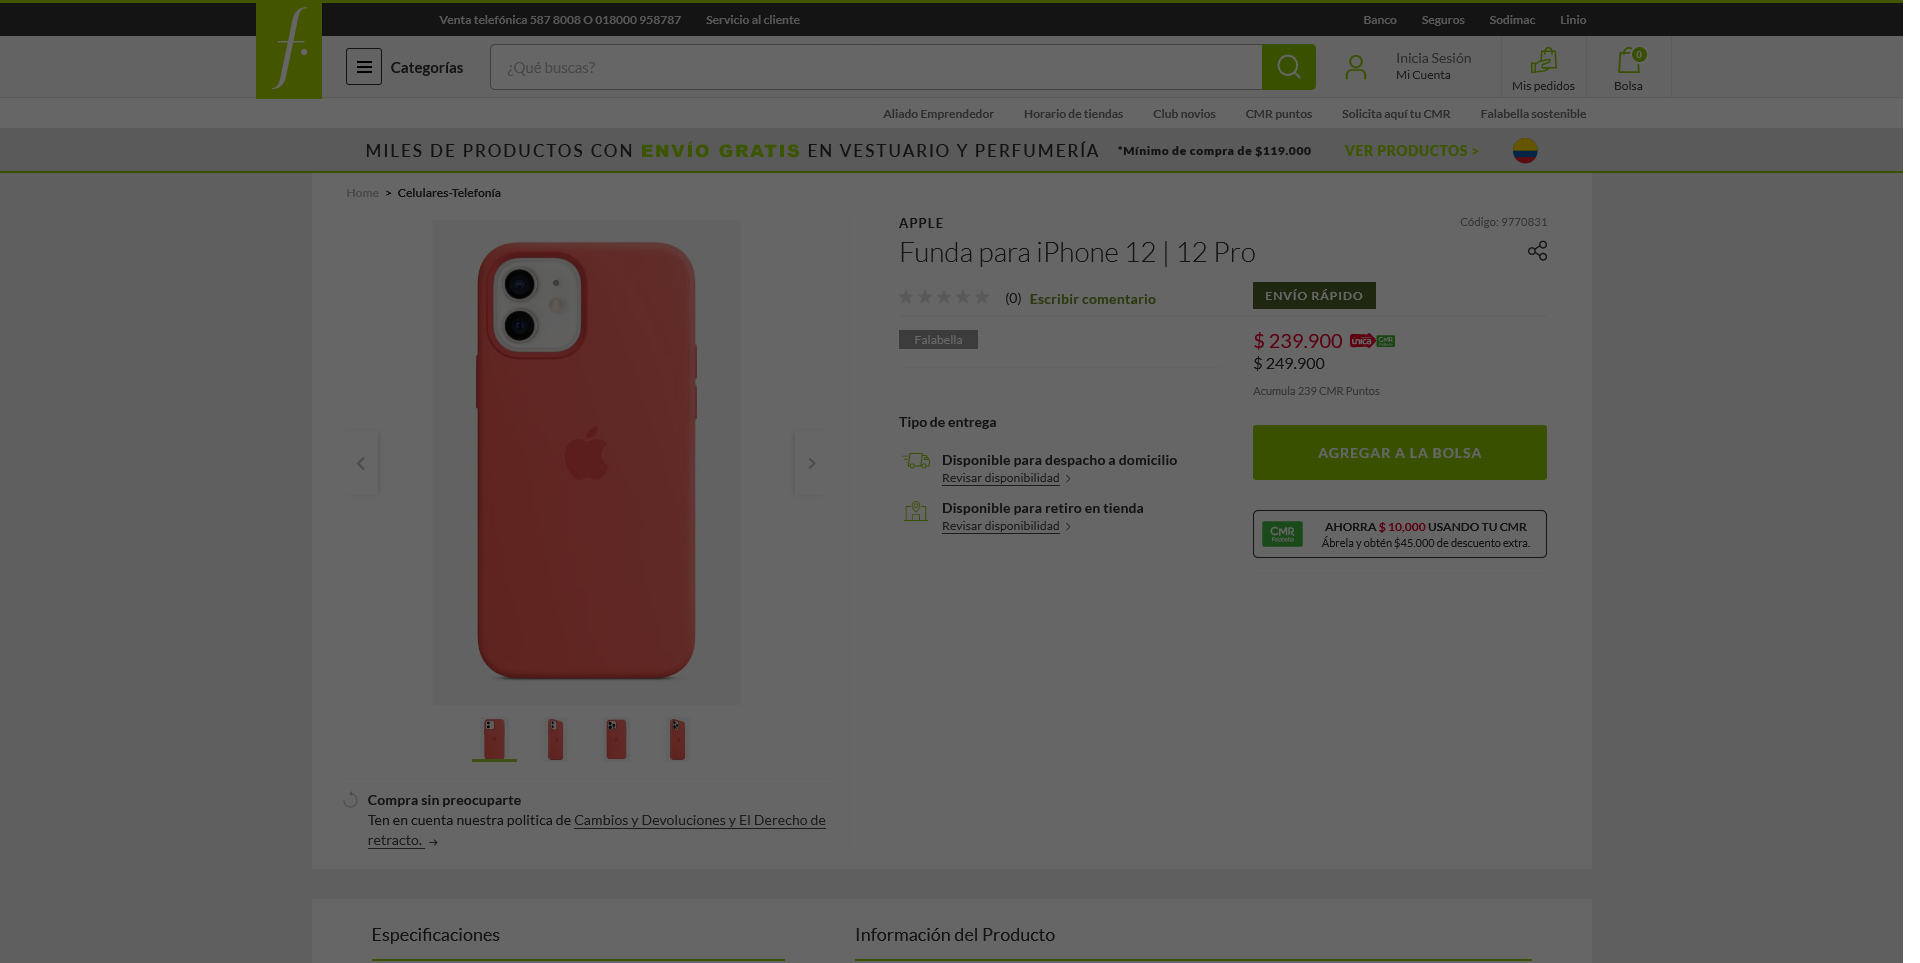 Venta telefónica 587 8008 O 018000 958787
Servicio al cliente
Banco
Seguros
Sodimac
Linio
f.
Categorías
¿Qué buscas?
Inicia Sesión
Mi Cuenta
Mis pedidos
0
Bolsa
Aliado Emprendedor
Horario de tiendas
Club novios
CMR puntos
Solicita aquí tu CMR
Falabella sostenible
MILES DE PRODUCTOS CON ENVÍO GRATIS EN VESTUARIO Y PERFUMERÍA *Mínimo de compra de $119.000 VER PRODUCTOS >
Home > Celulares-Telefonía
APPLE
Código: 9770831
Funda para iPhone 12 | 12 Pro
(0) Escribir comentario
ENVÍO RÁPIDO
Falabella
$ 239.900 única CMR
$ 249.900
Acumula 239 CMR Puntos
Tipo de entrega
Disponible para despacho a domicilio
Revisar disponibilidad >
Disponible para retiro en tienda
Revisar disponibilidad >
AGREGAR A LA BOLSA
CMR
Falabella
AHORRA $ 10,000 USANDO TU CMR
Ábrela y obtén $45.000 de descuento extra.
Compra sin preocuparte
Ten en cuenta nuestra politica de Cambios y Devoluciones y El Derecho de
retracto. →
Especificaciones
Información del Producto